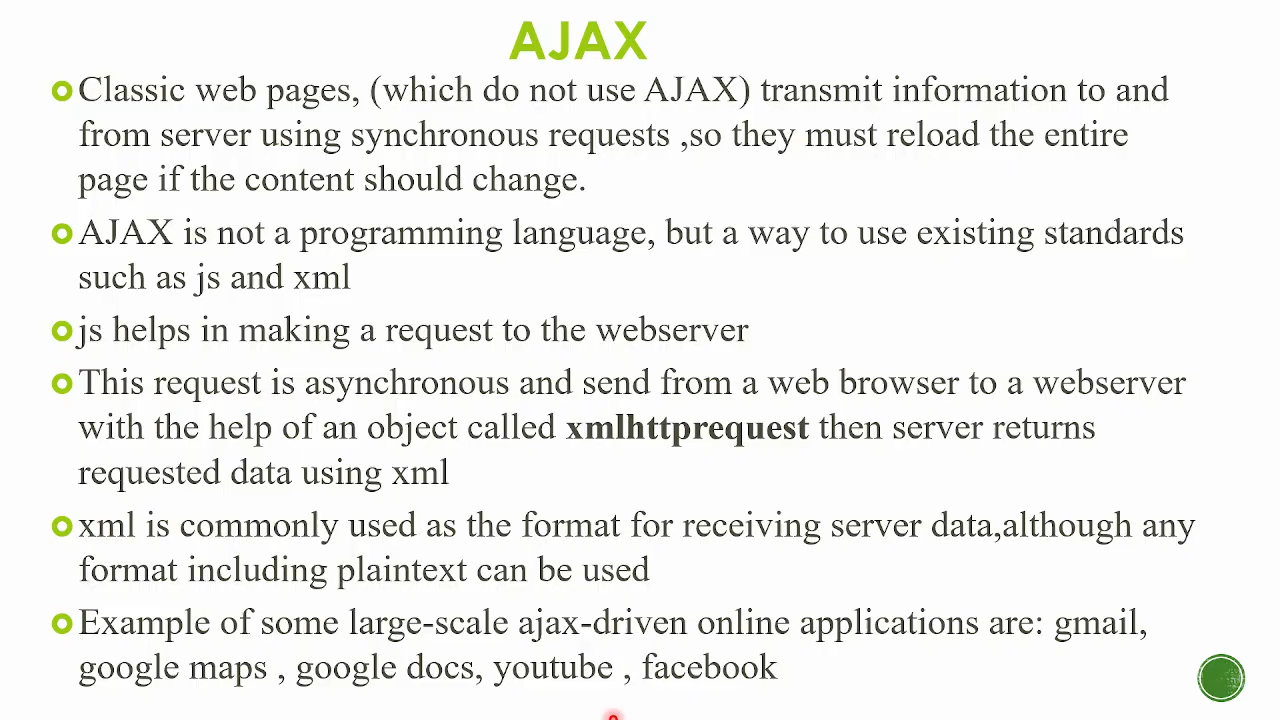 AJAX
Classic web pages, (which do not use AJAX) transmit information to and
from server using synchronous requests ,so they must reload the entire
page if the content should change.
AJAX is not a programming language, but a way to use existing standards
such as js and xml
js helps in making a request to the webserver
This request is asynchronous and send from a web browser to a webserver
with the help of an object called xmlhttprequest then server returns
requested data using xml
xml is commonly used as the format for receiving server data,although any
format including plaintext can be used
Example of some large-scale ajax-driven online applications are: gmail,
google maps , google docs, youtube , facebook